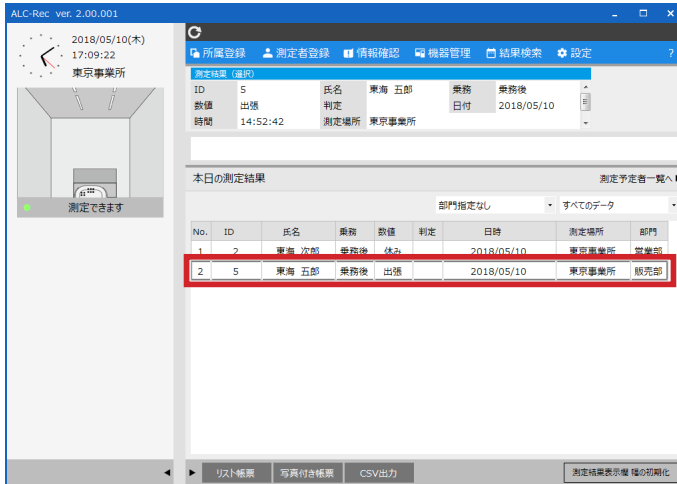 ALC-Rec ver. 2.00.001
2018/05/10(木)
17:09:22
東京事業所
測定できます
所属登録 測定者登録 情報確認 機器管理 結果検索 設定 ?
測定結果（選択）
ID 5 氏名 東海 五郎 乗務 乗務後
数値 出張 判定 日付 2018/05/10
時間 14:52:42 測定場所 東京事業所
本日の測定結果 測定予定者一覧へ
部門指定なし すべてのデータ
No. ID 氏名 乗務 数値 判定 日時 測定場所 部門
1 2 東海 次郎 乗務後 休み 2018/05/10 東京事業所 営業部
2 5 東海 五郎 乗務後 出張 2018/05/10 東京事業所 販売部
リスト帳票 写真付き帳票 CSV出力 測定結果表示欄 幅の初期化